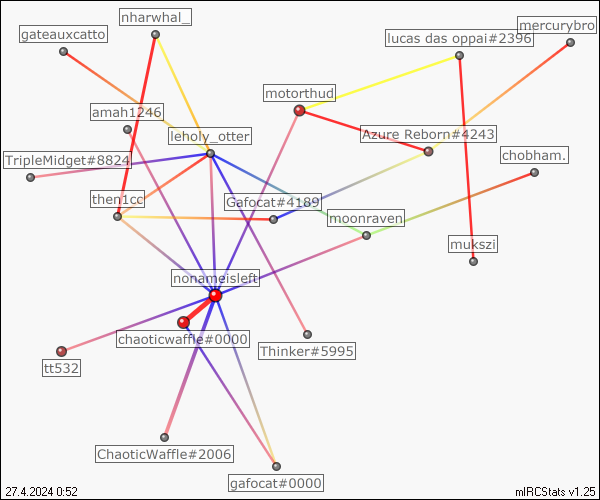 nharwhal_
mercurybro
gateauxcatto
lucas das oppai#2396
motorthud
amah1246
leholy_otter
Azure Reborn#4243
TripleMidget#8824
chobham.
then1cc
Gafocat#4189
moonraven
mukszi
nonameisleft
chaoticwaffle#0000
Thinker#5995
tt532
ChaoticWaffle#2006
gafocat#0000
27.4.2024 0:52
mIRCStats v1.25